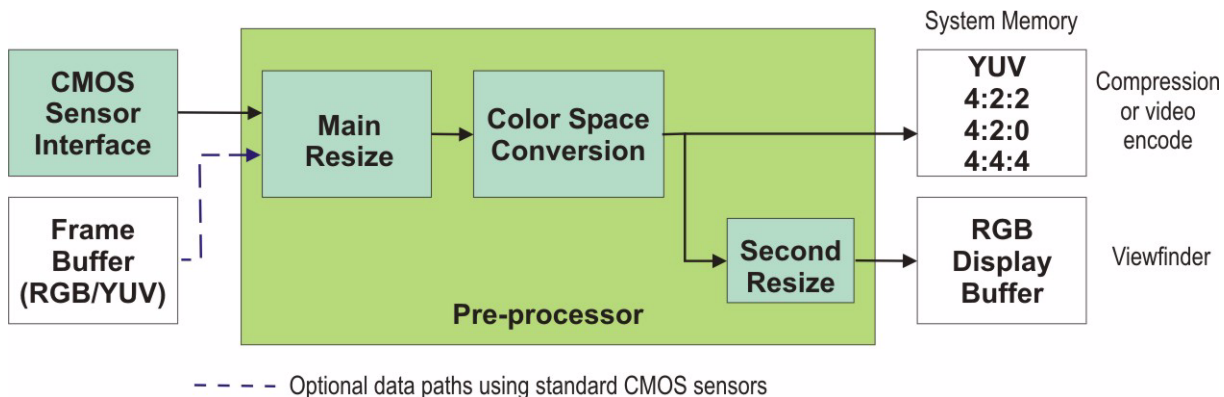 System Memory
CMOS
Sensor
Interface
Main
Resize
Color Space
Conversion
YUV
4:2:2
4:2:0
4:4:4
Compression
or video
encode
Frame
Buffer
(RGB/YUV)
Second
Resize
RGB
Display
Buffer
Viewfinder
Pre-processor
Optional data paths using standard CMOS sensors